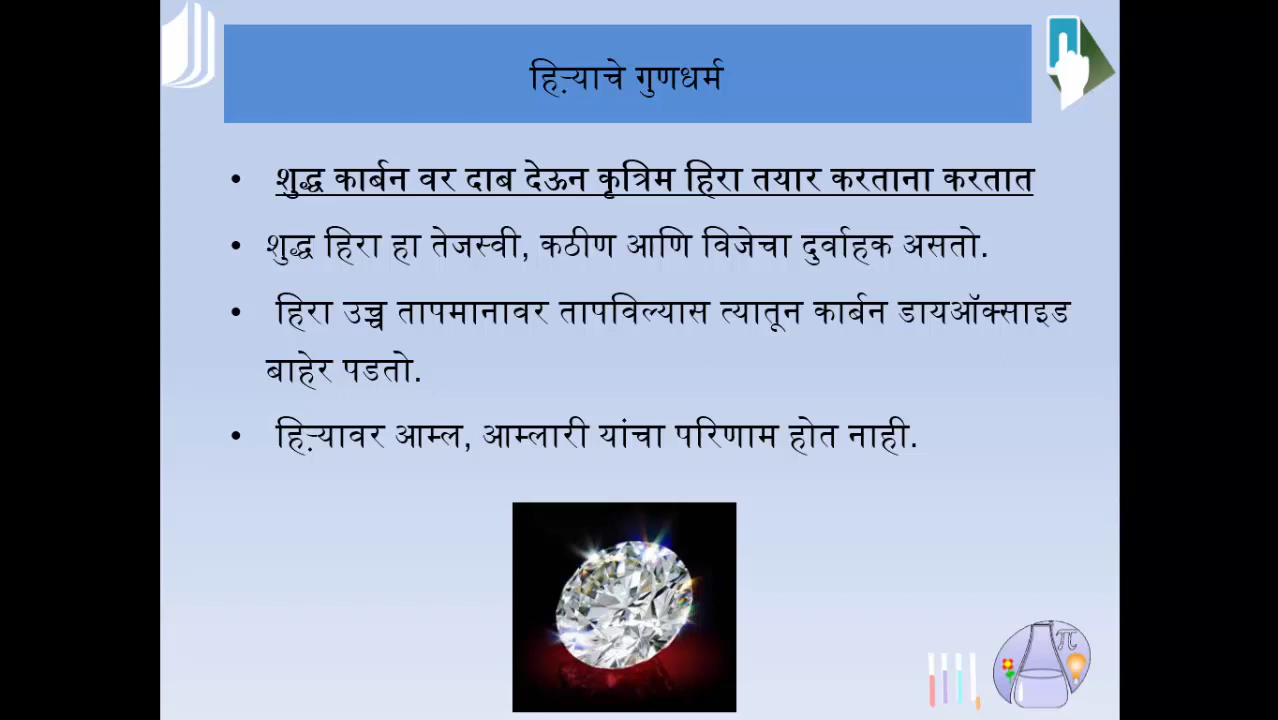 हिऱ्याचे गुणधर्म
• शुद्ध कार्बन वर दाब देऊन कृत्रिम हिरा तयार करताना करतात
• शुद्ध हिरा हा तेजस्वी, कठीण आणि विजेचा दुर्वाहक असतो.
• हिरा उच्च तापमानावर तापविल्यास त्यातून कार्बन डायऑक्साइड
बाहेर पडतो.
• हिऱ्यावर आम्ल, आम्लारी यांचा परिणाम होत नाही.
π